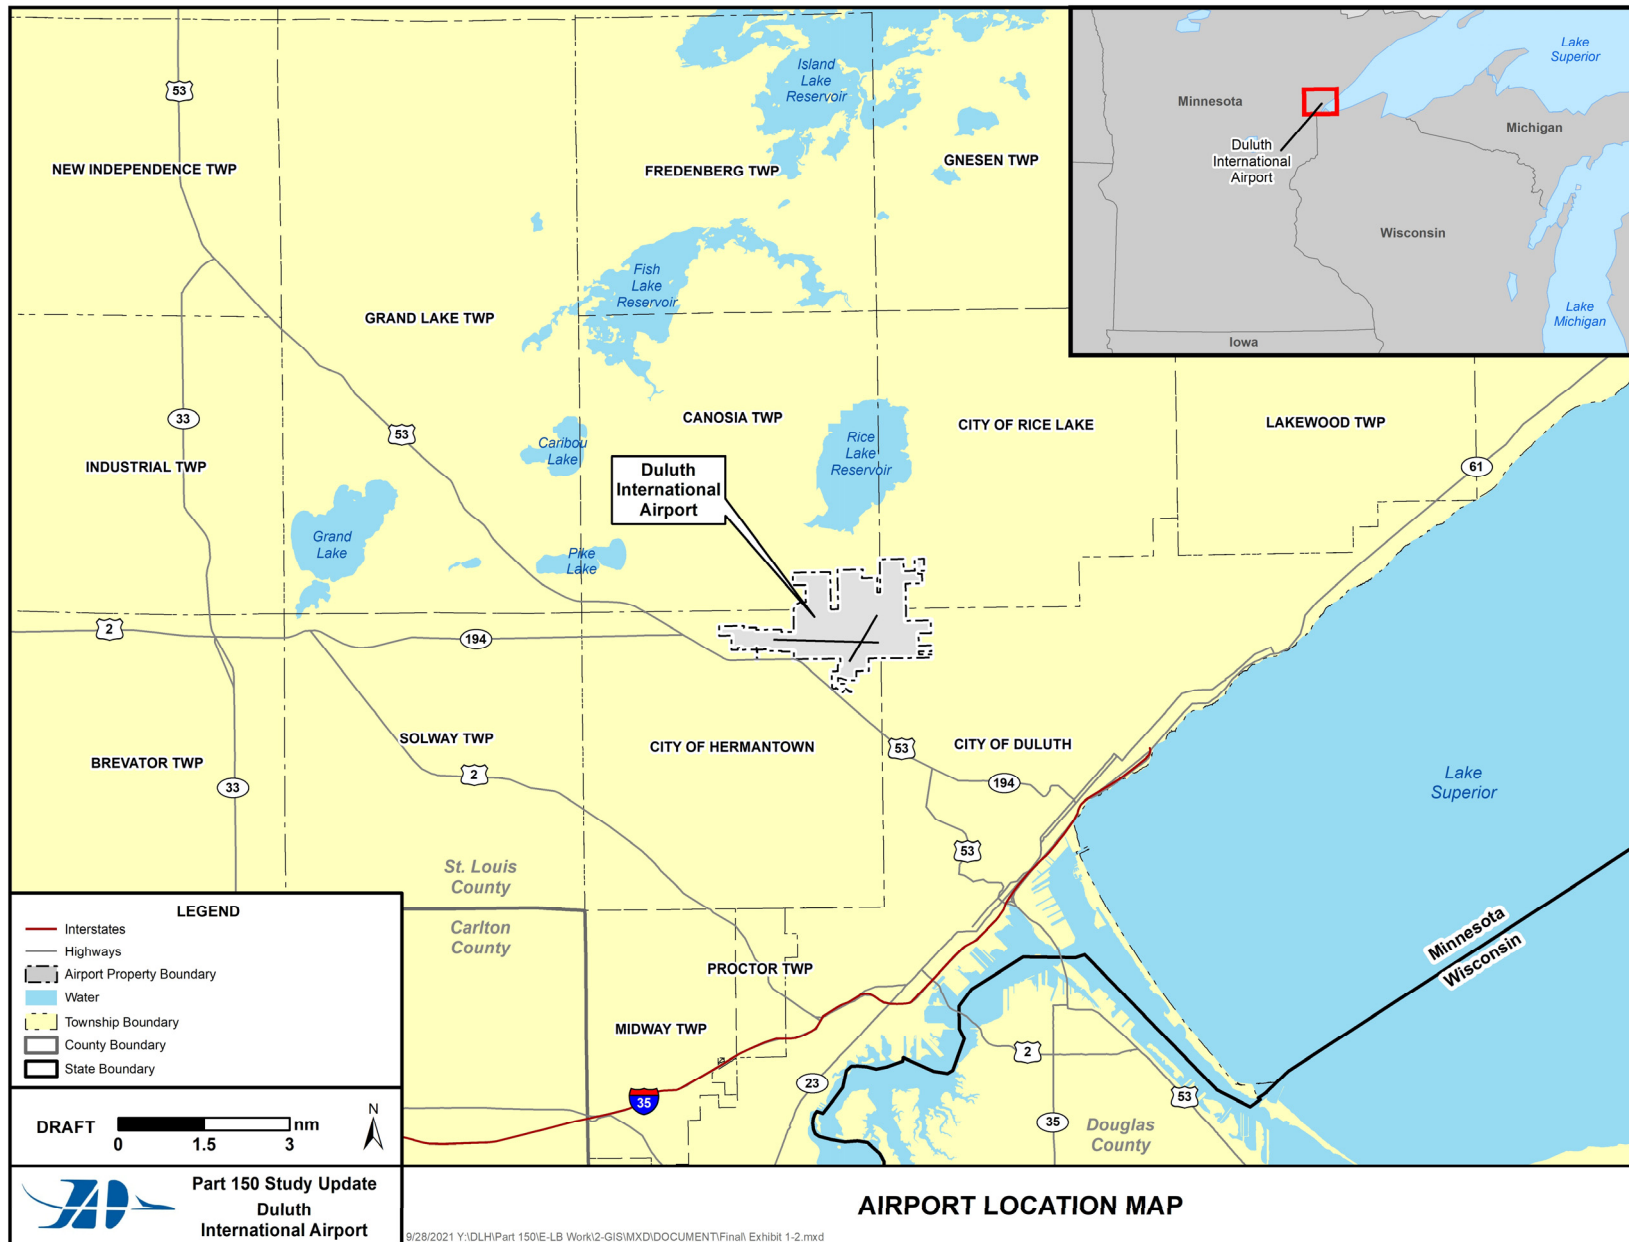 53
Island
Lake
Reservoir
NEW INDEPENDENCE TWP
FREDENBERG TWP
GNESEN TWP
Lake
Superior
Minnesota
Michigan
Duluth
International
Airport
Wisconsin
Lake
Michigan
Iowa
Fish
Lake
Reservoir
GRAND LAKE TWP
33
53
CANOSIA TWP
CITY OF RICE LAKE
LAKEWOOD TWP
Caribou
Lake
Rice
Lake
Reservoir
INDUSTRIAL TWP
61
Duluth
International
Airport
Grand
Lake
Pike
Lake
2
194
SOLWAY TWP
CITY OF HERMANTOWN
53
CITY OF DULUTH
BREVATOR TWP
2
194
33
Lake
Superior
53
St. Louis
County
Carlton
County
PROCTOR TWP
MIDWAY TWP
Minnesota
Wisconsin
2
23
35
53
35
Douglas
County
LEGEND
Interstates
Highways
Airport Property Boundary
Water
Township Boundary
County Boundary
State Boundary
DRAFT
0 1.5 3 nm
N
Part 150 Study Update
Duluth
International Airport
AIRPORT LOCATION MAP
9/28/2021 Y:\DLH\Part 150\E-LB Work\2-GIS\MXD\DOCUMENT\Final\ Exhibit 1-2.mxd